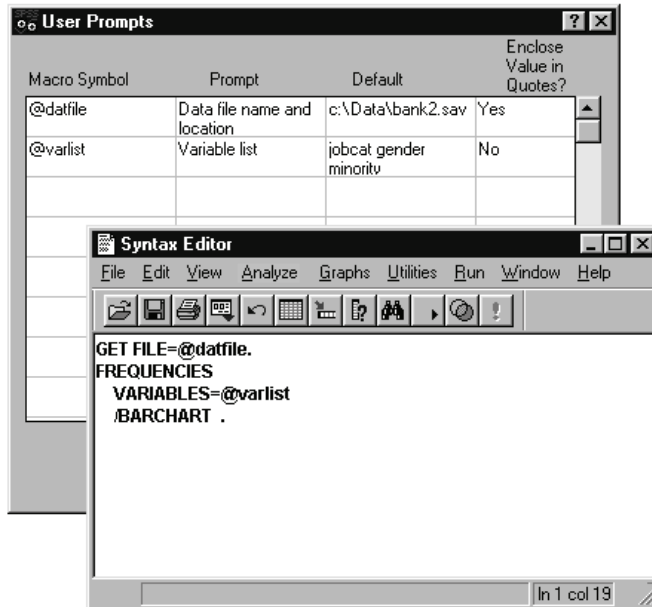 User Prompts
Macro Symbol Prompt Default Enclose Value in Quotes?
@datfile Data file name and location c:\Data\bank2.sav Yes
@varlist Variable list jobcat gender minority No
Syntax Editor
File Edit View Analyze Graphs Utilities Run Window Help
GET FILE=@datfile.
FREQUENCIES
VARIABLES=@varlist
/BARCHART .
ln 1 col 19